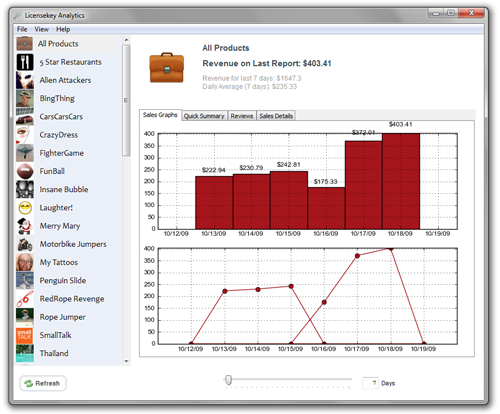 Licensekey Analytics
File View Help
All Products
5 Star Restaurants
Alien Attackers
BingThing
CarsCarsCars
CrazyDress
FighterGame
FunBall
Insane Bubble
Laughter!
Merry Mary
Motorbike Jumpers
My Tattoos
Penguin Slide
RedRope Revenge
Rope Jumper
small TALK
SmallTalk
Thailand
Refresh
All Products
Revenue on Last Report: $403.41
Revenue for last 7 days: $1647.3
Daily Average (7 days): $235.33
Sales Graphs Quick Summary Reviews Sales Details
$403.41
400
$372.01
350
300
250
$222.94 $230.79 $242.81
200
$175.33
150
100
50
0
10/12/09 10/13/09 10/14/09 10/15/09 10/16/09 10/17/09 10/18/09 10/19/09
400
350
300
250
200
150
100
50
0
10/12/09 10/13/09 10/14/09 10/15/09 10/16/09 10/17/09 10/18/09 10/19/09
7 Days